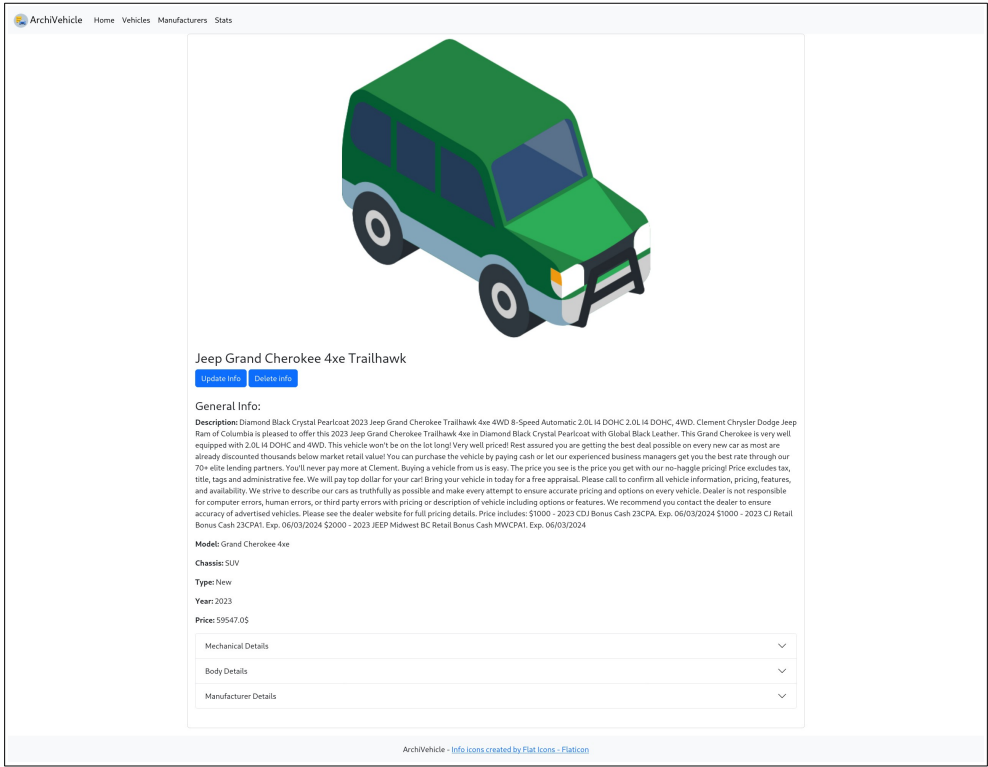 ArchiVehicle Home Vehicles Manufacturers Stats
Jeep Grand Cherokee 4xe Trailhawk
Update Info Delete info
General Info:
Description: Diamond Black Crystal Pearlcoat 2023 Jeep Grand Cherokee Trailhawk 4xe 4WD 8-Speed Automatic 2.0L I4 DOHC 2.0L I4 DOHC, 4WD. Clement Chrysler Dodge Jeep
Ram of Columbia is pleased to offer this 2023 Jeep Grand Cherokee Trailhawk 4xe in Diamond Black Crystal Pearlcoat with Global Black Leather. This Grand Cherokee is very well
equipped with 2.0L I4 DOHC and 4WD. This vehicle won't be on the lot long! Very well priced! Rest assured you are getting the best deal possible on every new car as most are
already discounted thousands below market retail value! You can purchase the vehicle by paying cash or let our experienced business managers get you the best rate through our
70+ elite lending partners. You'll never pay more at Clement. Buying a vehicle from us is easy. The price you see is the price you get with our no-haggle pricing! Price excludes tax,
title, tags and administrative fee. We will pay top dollar for your car! Bring your vehicle in today for a free appraisal. Please call to confirm all vehicle information, pricing, features,
and availability. We strive to describe our cars as truthfully as possible and make every attempt to ensure accurate pricing and options on every vehicle. Dealer is not responsible
for computer errors, human errors, or third party errors with pricing or description of vehicle including options or features. We recommend you contact the dealer to ensure
accuracy of advertised vehicles. Please see the dealer website for full pricing details. Price includes: $1000 - 2023 CDJ Bonus Cash 23CPA. Exp. 06/03/2024 $1000 - 2023 CJ Retail
Bonus Cash 23CPA1. Exp. 06/03/2024 $2000 - 2023 JEEP Midwest BC Retail Bonus Cash MWCPA1. Exp. 06/03/2024
Model: Grand Cherokee 4xe
Chassis: SUV
Type: New
Year: 2023
Price: 59547.0$
Mechanical Details
Body Details
Manufacturer Details
ArchiVehicle - Info icons created by Flat Icons - Flaticon